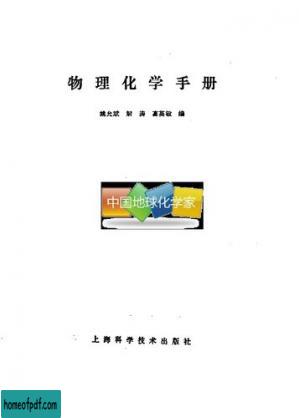 物理化学手册
姚允斌 解涛 高英敏 编
中国地球化学家
上海科学技术出版社
homeofpdf.com